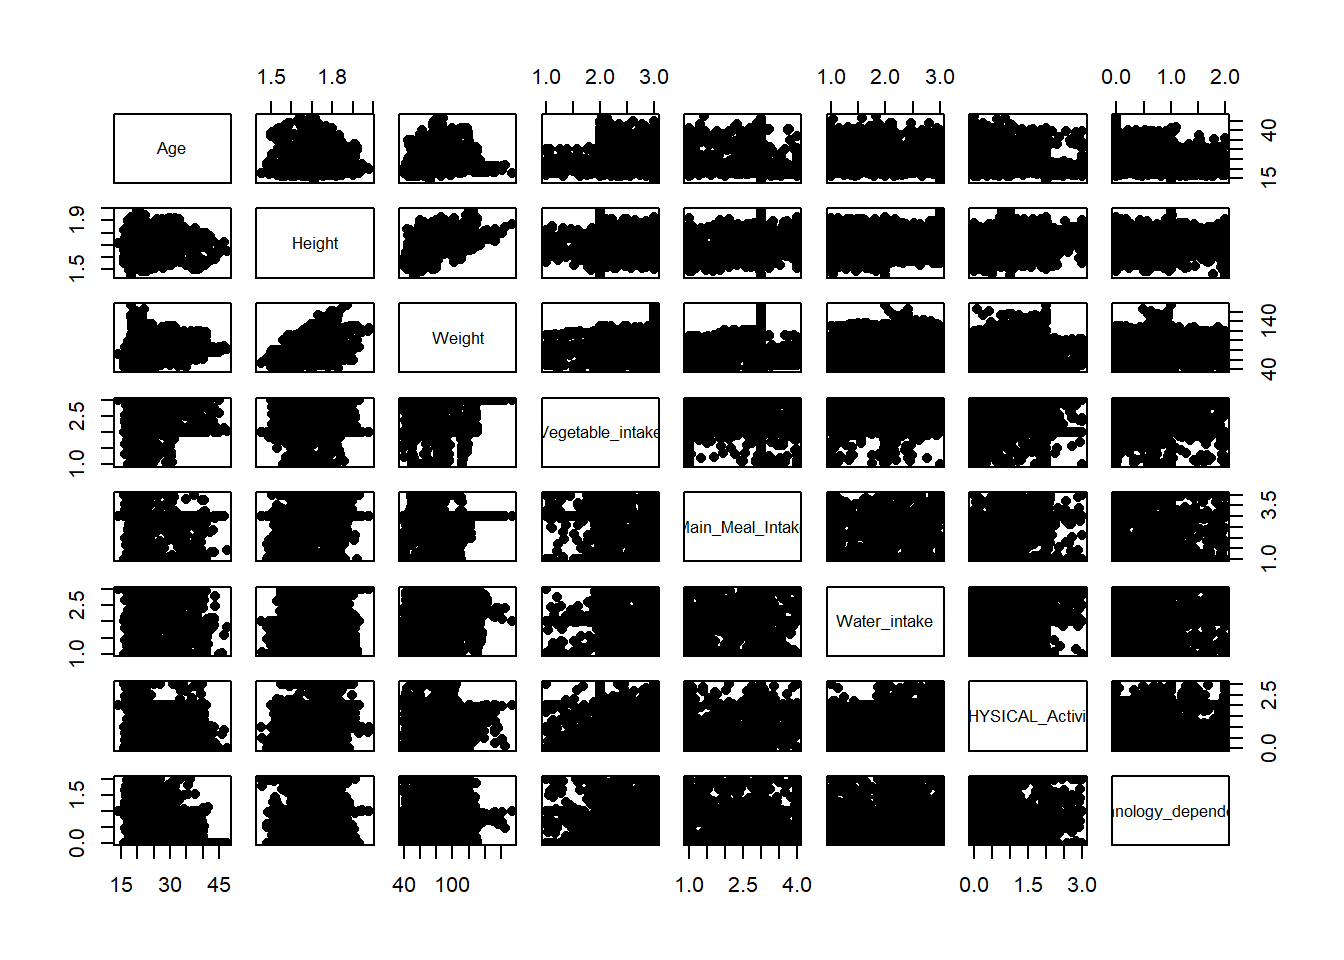 1.5 1.8 1.0 2.0 3.0 1.0 2.0 3.0 0.0 1.0 2.0
Age 15 40
1.5 1.9 Height
Weight 40 140
1.0 2.5 Vegetable_intake
Main_Meal_Intake 1.0 3.5
1.0 2.5 Water_intake
HYSICAL_Activi 0.0 2.5
0.0 1.5 nology_depende
15 30 45 40 100 1.0 2.5 4.0 0.0 1.5 3.0